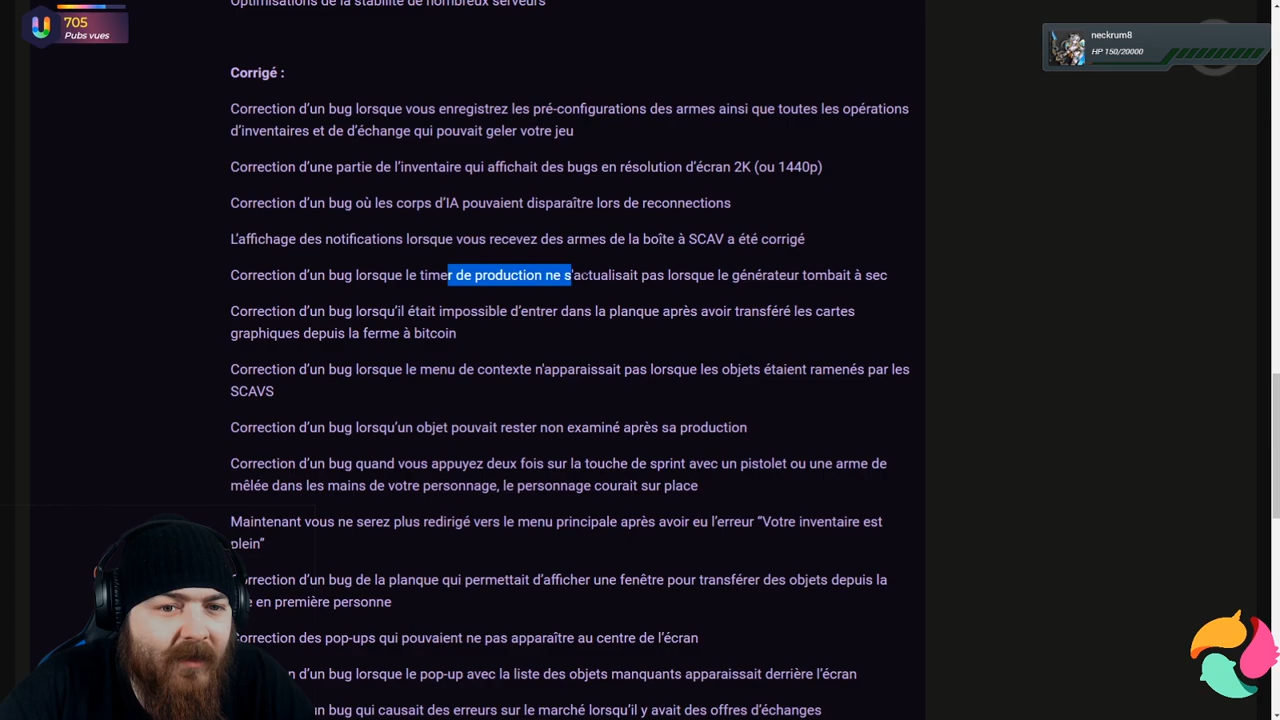 Optimisations de la stabilité de nombreux serveurs
705
Pubs vues
neckrum8
HP 150/20000
Corrigé :
Correction d’un bug lorsque vous enregistrez les pré-configurations des armes ainsi que toutes les opérations
d’inventaires et de d’échange qui pouvait geler votre jeu
Correction d’une partie de l’inventaire qui affichait des bugs en résolution d’écran 2K (ou 1440p)
Correction d’un bug où les corps d’IA pouvaient disparaître lors de reconnections
L’affichage des notifications lorsque vous recevez des armes de la boîte à SCAV a été corrigé
Correction d’un bug lorsque le timer de production ne s'actualisait pas lorsque le générateur tombait à sec
Correction d’un bug lorsqu’il était impossible d’entrer dans la planque après avoir transféré les cartes
graphiques depuis la ferme à bitcoin
Correction d’un bug lorsque le menu de contexte n'apparaissait pas lorsque les objets étaient ramenés par les
SCAVS
Correction d’un bug lorsqu’un objet pouvait rester non examiné après sa production
Correction d’un bug quand vous appuyez deux fois sur la touche de sprint avec un pistolet ou une arme de
mêlée dans les mains de votre personnage, le personnage courait sur place
Maintenant vous ne serez plus redirigé vers le menu principale après avoir eu l’erreur “Votre inventaire est
plein”
orrection d’un bug de la planque qui permettait d’afficher une fenêtre pour transférer des objets depuis la
e en première personne
orrection des pop-ups qui pouvaient ne pas apparaître au centre de l’écran
n d’un bug lorsque le pop-up avec la liste des objets manquants apparaissait derrière l’écran
un bug qui causait des erreurs sur le marché lorsqu’il y avait des offres d’échanges